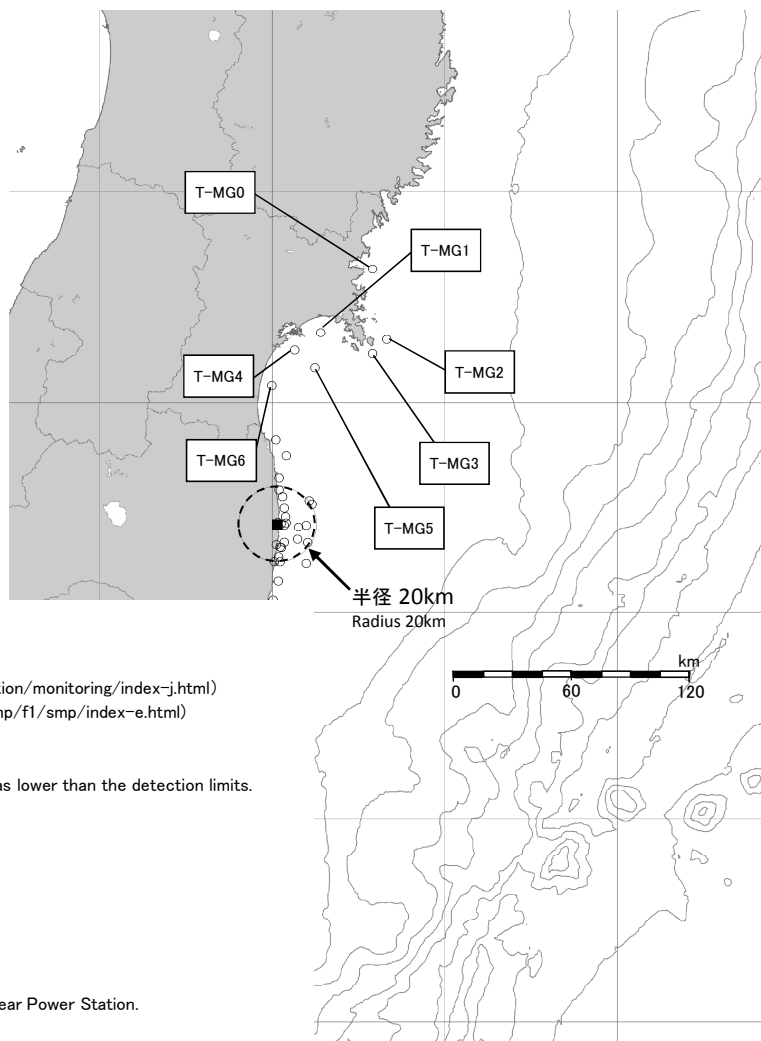 T-MG0
T-MG1
T-MG4
T-MG2
T-MG6
T-MG3
T-MG5
半径 20km
Radius 20km
km
0 60 120
ion/monitoring/index-j.html)
np/f1/smp/index-e.html)
as lower than the detection limits.
ear Power Station.